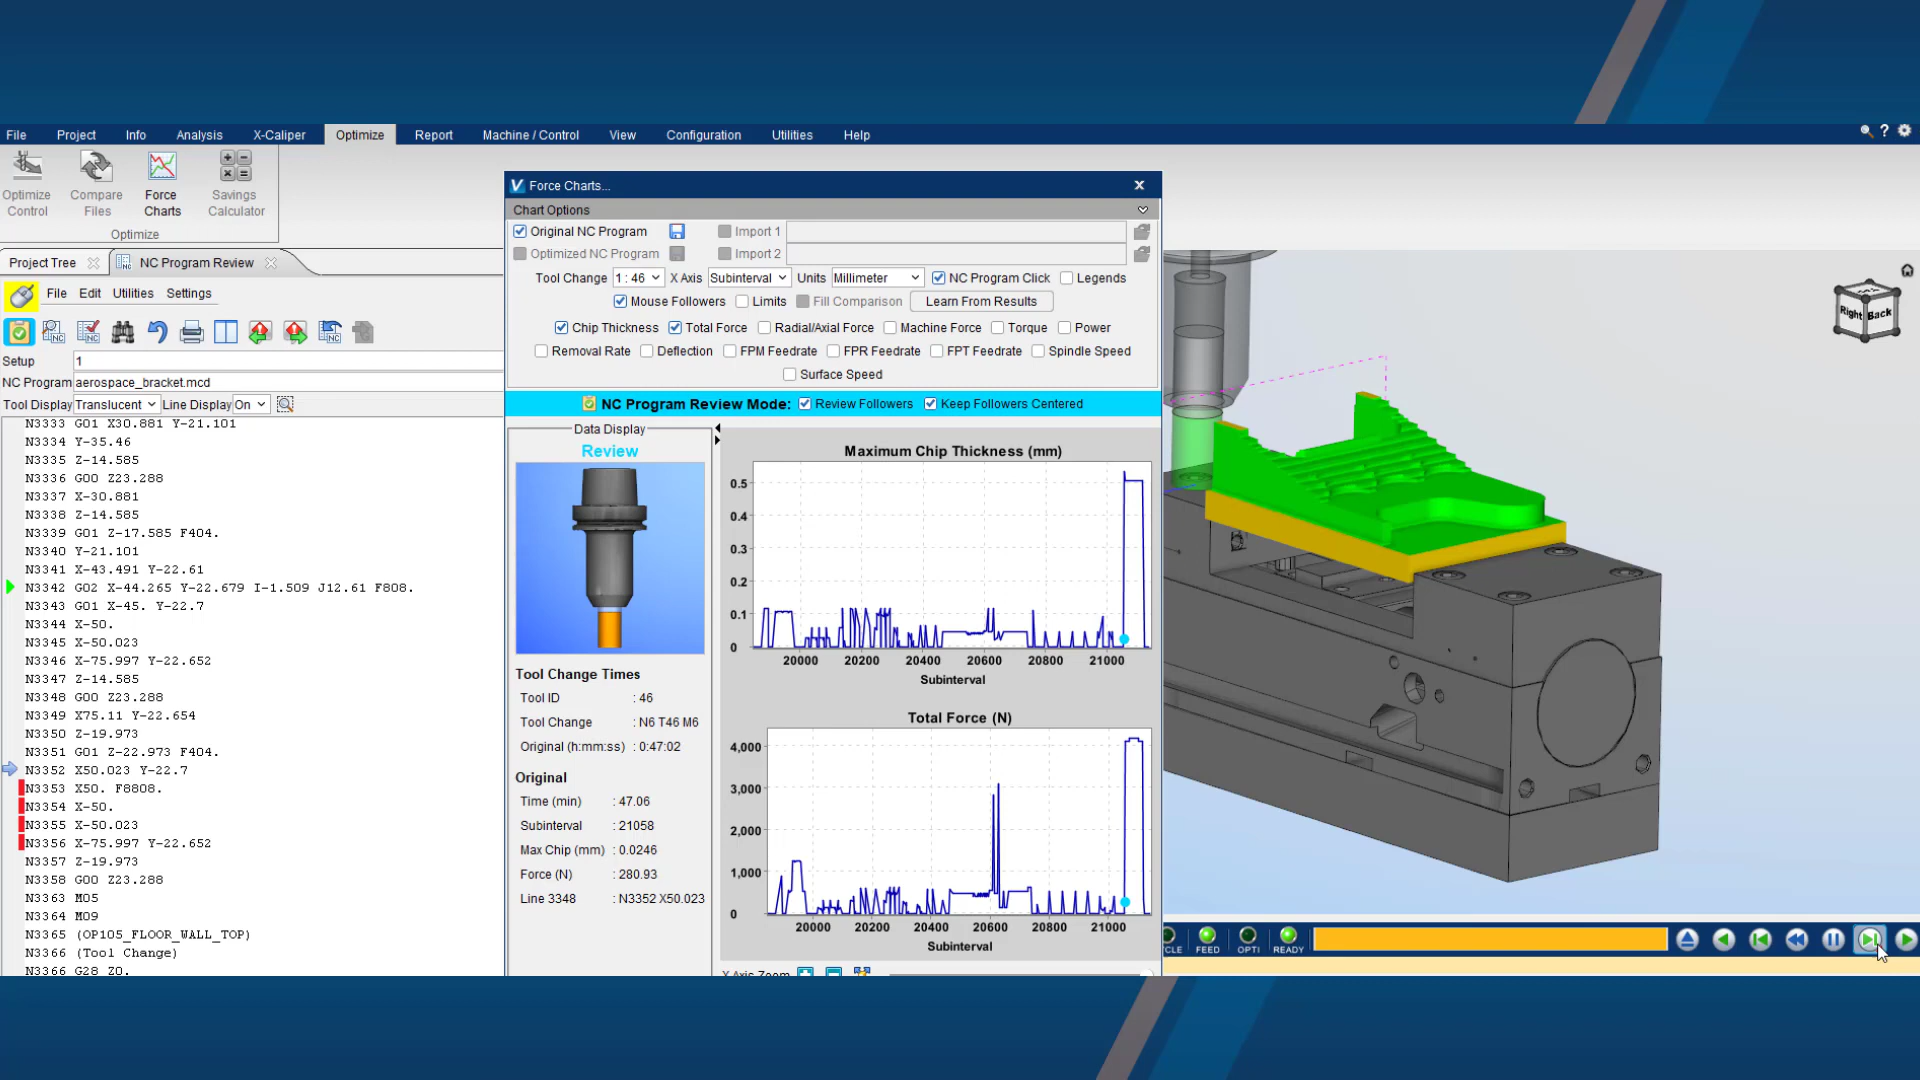 File Project Info Analysis X-Caliper Optimize Report Machine / Control View Configuration Utilities Help
?
Optimize Control
Compare Files
Force Charts
Savings Calculator
Optimize
Project Tree
NC Program Review
File Edit Utilities Settings
Setup 1
NC Program aerospace_bracket.mcd
Tool Display Translucent Line Display On
N3333 G01 X30.881 Y-21.101
N3334 Y-35.46
N3335 Z-14.585
N3336 G00 Z23.288
N3337 X-30.881
N3338 Z-14.585
N3339 G01 Z-17.585 F404.
N3340 Y-21.101
N3341 X-43.491 Y-22.61
N3342 G02 X-44.265 Y-22.679 I-1.509 J12.61 F808.
N3343 G01 X-45. Y-22.7
N3344 X-50.
N3345 X-50.023
N3346 X-75.997 Y-22.652
N3347 Z-14.585
N3348 G00 Z23.288
N3349 X75.11 Y-22.654
N3350 Z-19.973
N3351 G01 Z-22.973 F404.
N3352 X50.023 Y-22.7
N3353 X50. F8808.
N3354 X-50.
N3355 X-50.023
N3356 X-75.997 Y-22.652
N3357 Z-19.973
N3358 G00 Z23.288
N3363 M05
N3364 M09
N3365 (OP105_FLOOR_WALL_TOP)
N3366 (Tool Change)
N3366 G28 Z0.
V Force Charts...
Chart Options
Original NC Program Import 1
Optimized NC Program Import 2
Tool Change 1 : 46 X Axis Subinterval Units Millimeter NC Program Click Legends
Mouse Followers Limits Fill Comparison Learn From Results
Chip Thickness Total Force Radial/Axial Force Machine Force Torque Power
Removal Rate Deflection FPM Feedrate FPR Feedrate FPT Feedrate Spindle Speed
Surface Speed
NC Program Review Mode: Review Followers Keep Followers Centered
Data Display
Review
Tool Change Times
Tool ID : 46
Tool Change : N6 T46 M6
Original (h:mm:ss) : 0:47:02
Original
Time (min) : 47.06
Subinterval : 21058
Max Chip (mm) : 0.0246
Force (N) : 280.93
Line 3348 : N3352 X50.023
Maximum Chip Thickness (mm)
0.5
0.4
0.3
0.2
0.1
0
20000 20200 20400 20600 20800 21000
Subinterval
Total Force (N)
4,000
3,000
2,000
1,000
0
20000 20200 20400 20600 20800 21000
Subinterval
X Axis Zoom
Right Back
CLE FEED OPTI READY